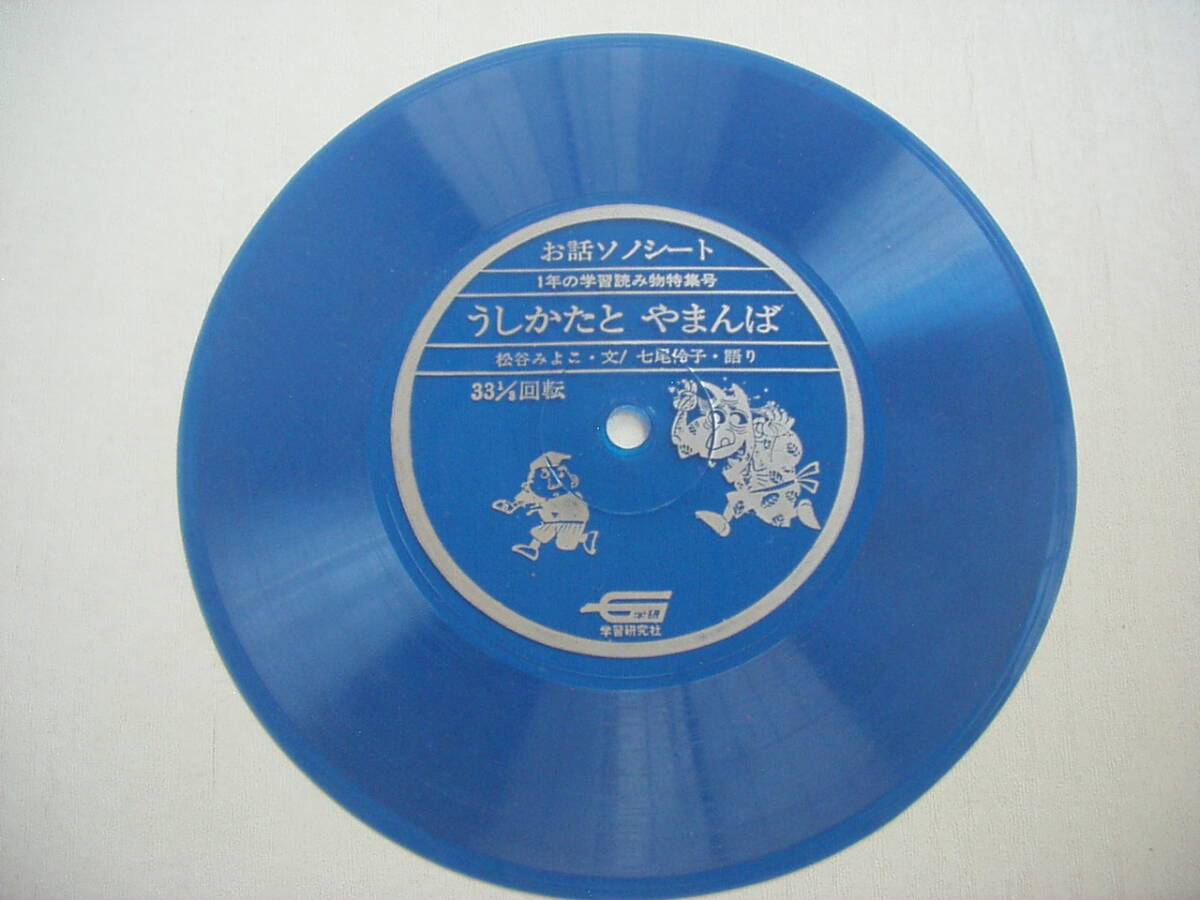 お話ソノシート
1年の学習読み物特集号
うしかたと やまんば
松谷みよこ・文/ 七尾伶子・語り
33⅓回転
学研
学習研究社